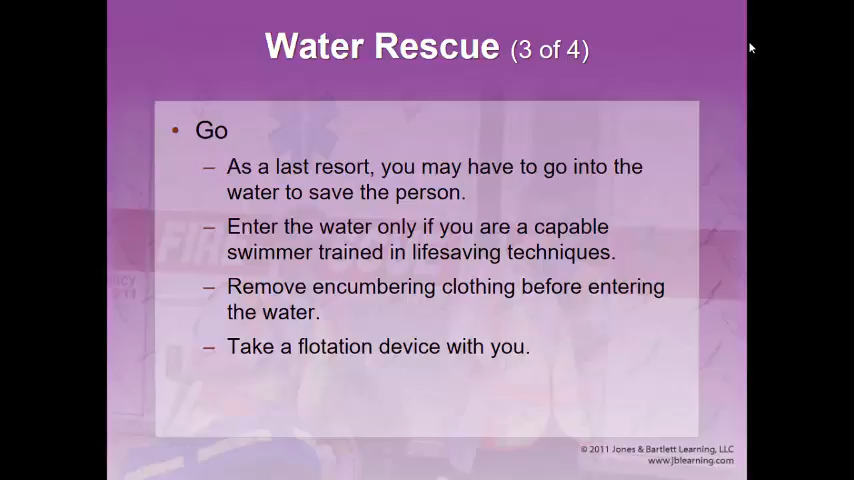 Water Rescue (3 of 4)
• Go
– As a last resort, you may have to go into the
water to save the person.
– Enter the water only if you are a capable
swimmer trained in lifesaving techniques.
– Remove encumbering clothing before entering
the water.
– Take a flotation device with you.
FIRE
© 2011 Jones & Bartlett Learning, LLC
www.jblearning.com